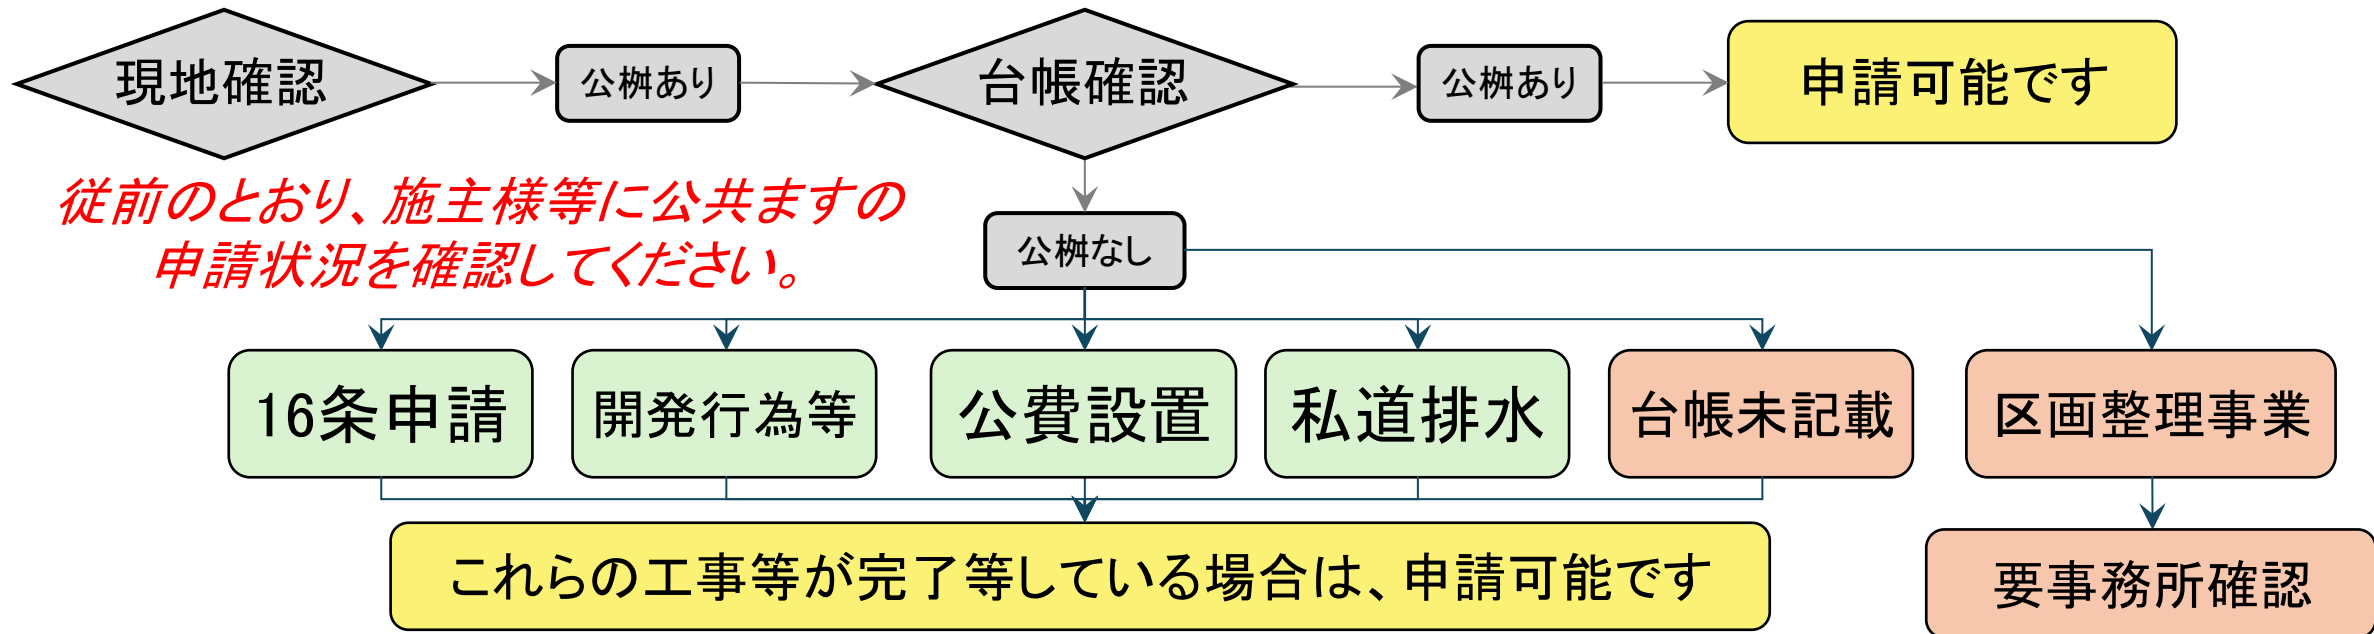 現地確認
公桝あり
台帳確認
公桝あり
申請可能です
従前のとおり、施主様等に公共ますの
申請状況を確認してください。
公桝なし
16条申請
開発行為等
公費設置
私道排水
台帳未記載
区画整理事業
これらの工事等が完了等している場合は、申請可能です
要事務所確認